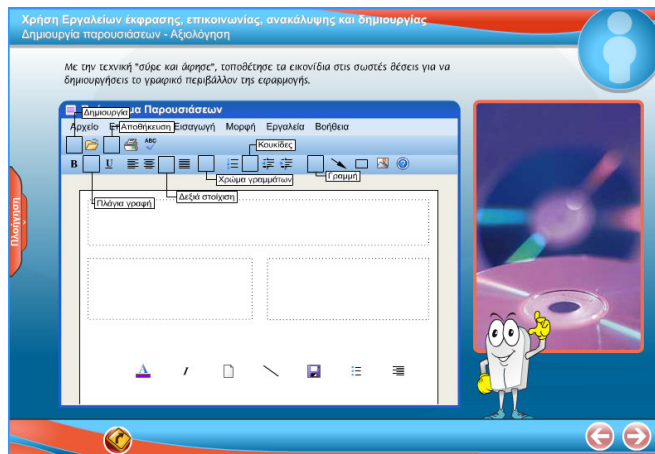 Χρήση Εργαλείων έκφρασης, επικοινωνίας, ανακάλυψης και δημιουργίας
Δημιουργία παρουσιάσεων - Αξιολόγηση
Με την τεχνική "σύρε και άφησε", τοποθέτησε τα εικονίδια στις σωστές θέσεις για να
δημιουργήσεις το γραφικό περιβάλλον της εφαρμογής.
μα Παρουσιάσεων
Δημιουργία
Αρχείο Εισαγωγή Μορφή Εργαλεία Βοήθεια
Αποθήκευση
ABC
Κουκίδες
B U
Χρώμα γραμμάτων
Γραμμή
Πλάγια γραφή
Δεξιά στοίχιση
Πλοήγηση
A I